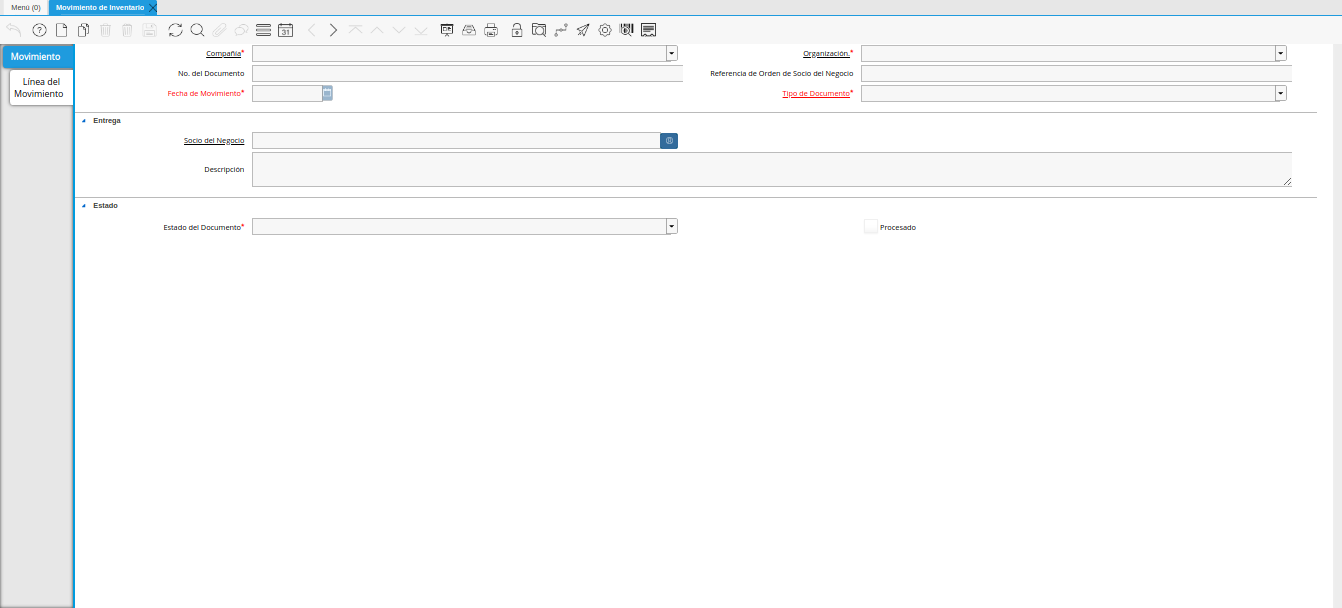 Menú (0)
Movimiento de Inventario
31
Movimiento
Línea del
Movimiento
Compañía*
Organización.*
No. del Documento
Referencia de Orden de Socio del Negocio
Fecha de Movimiento*
Tipo de Documento*
Entrega
Socio del Negocio
Descripción
Estado
Estado del Documento*
Procesado